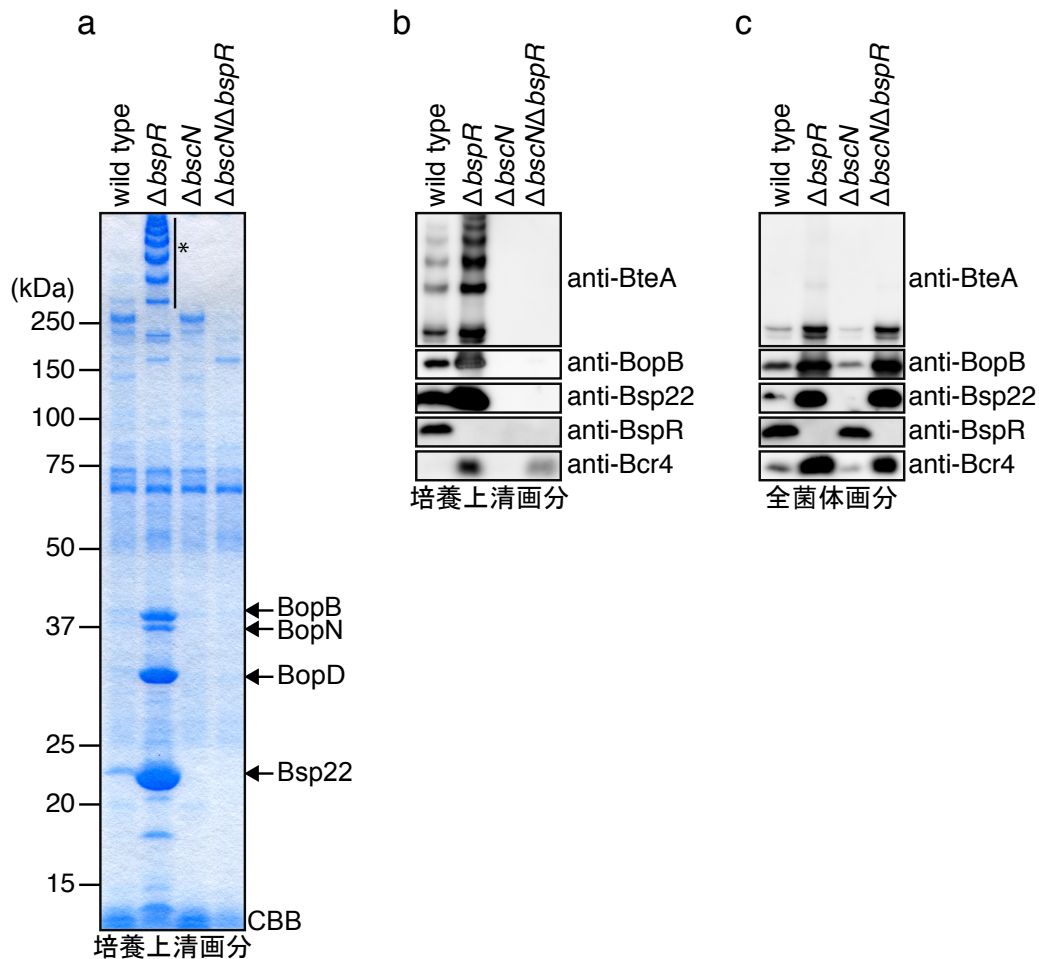 a
wild type
ΔbspR
ΔbscN
ΔbscNΔbspR
*
(kDa)
250
150
100
75
50
37
25
20
15
BopB
BopN
BopD
Bsp22
CBB
培養上清画分
b
wild type
ΔbspR
ΔbscN
ΔbscNΔbspR
anti-BteA
anti-BopB
anti-Bsp22
anti-BspR
anti-Bcr4
培養上清画分
c
wild type
ΔbspR
ΔbscN
ΔbscNΔbspR
anti-BteA
anti-BopB
anti-Bsp22
anti-BspR
anti-Bcr4
全菌体画分